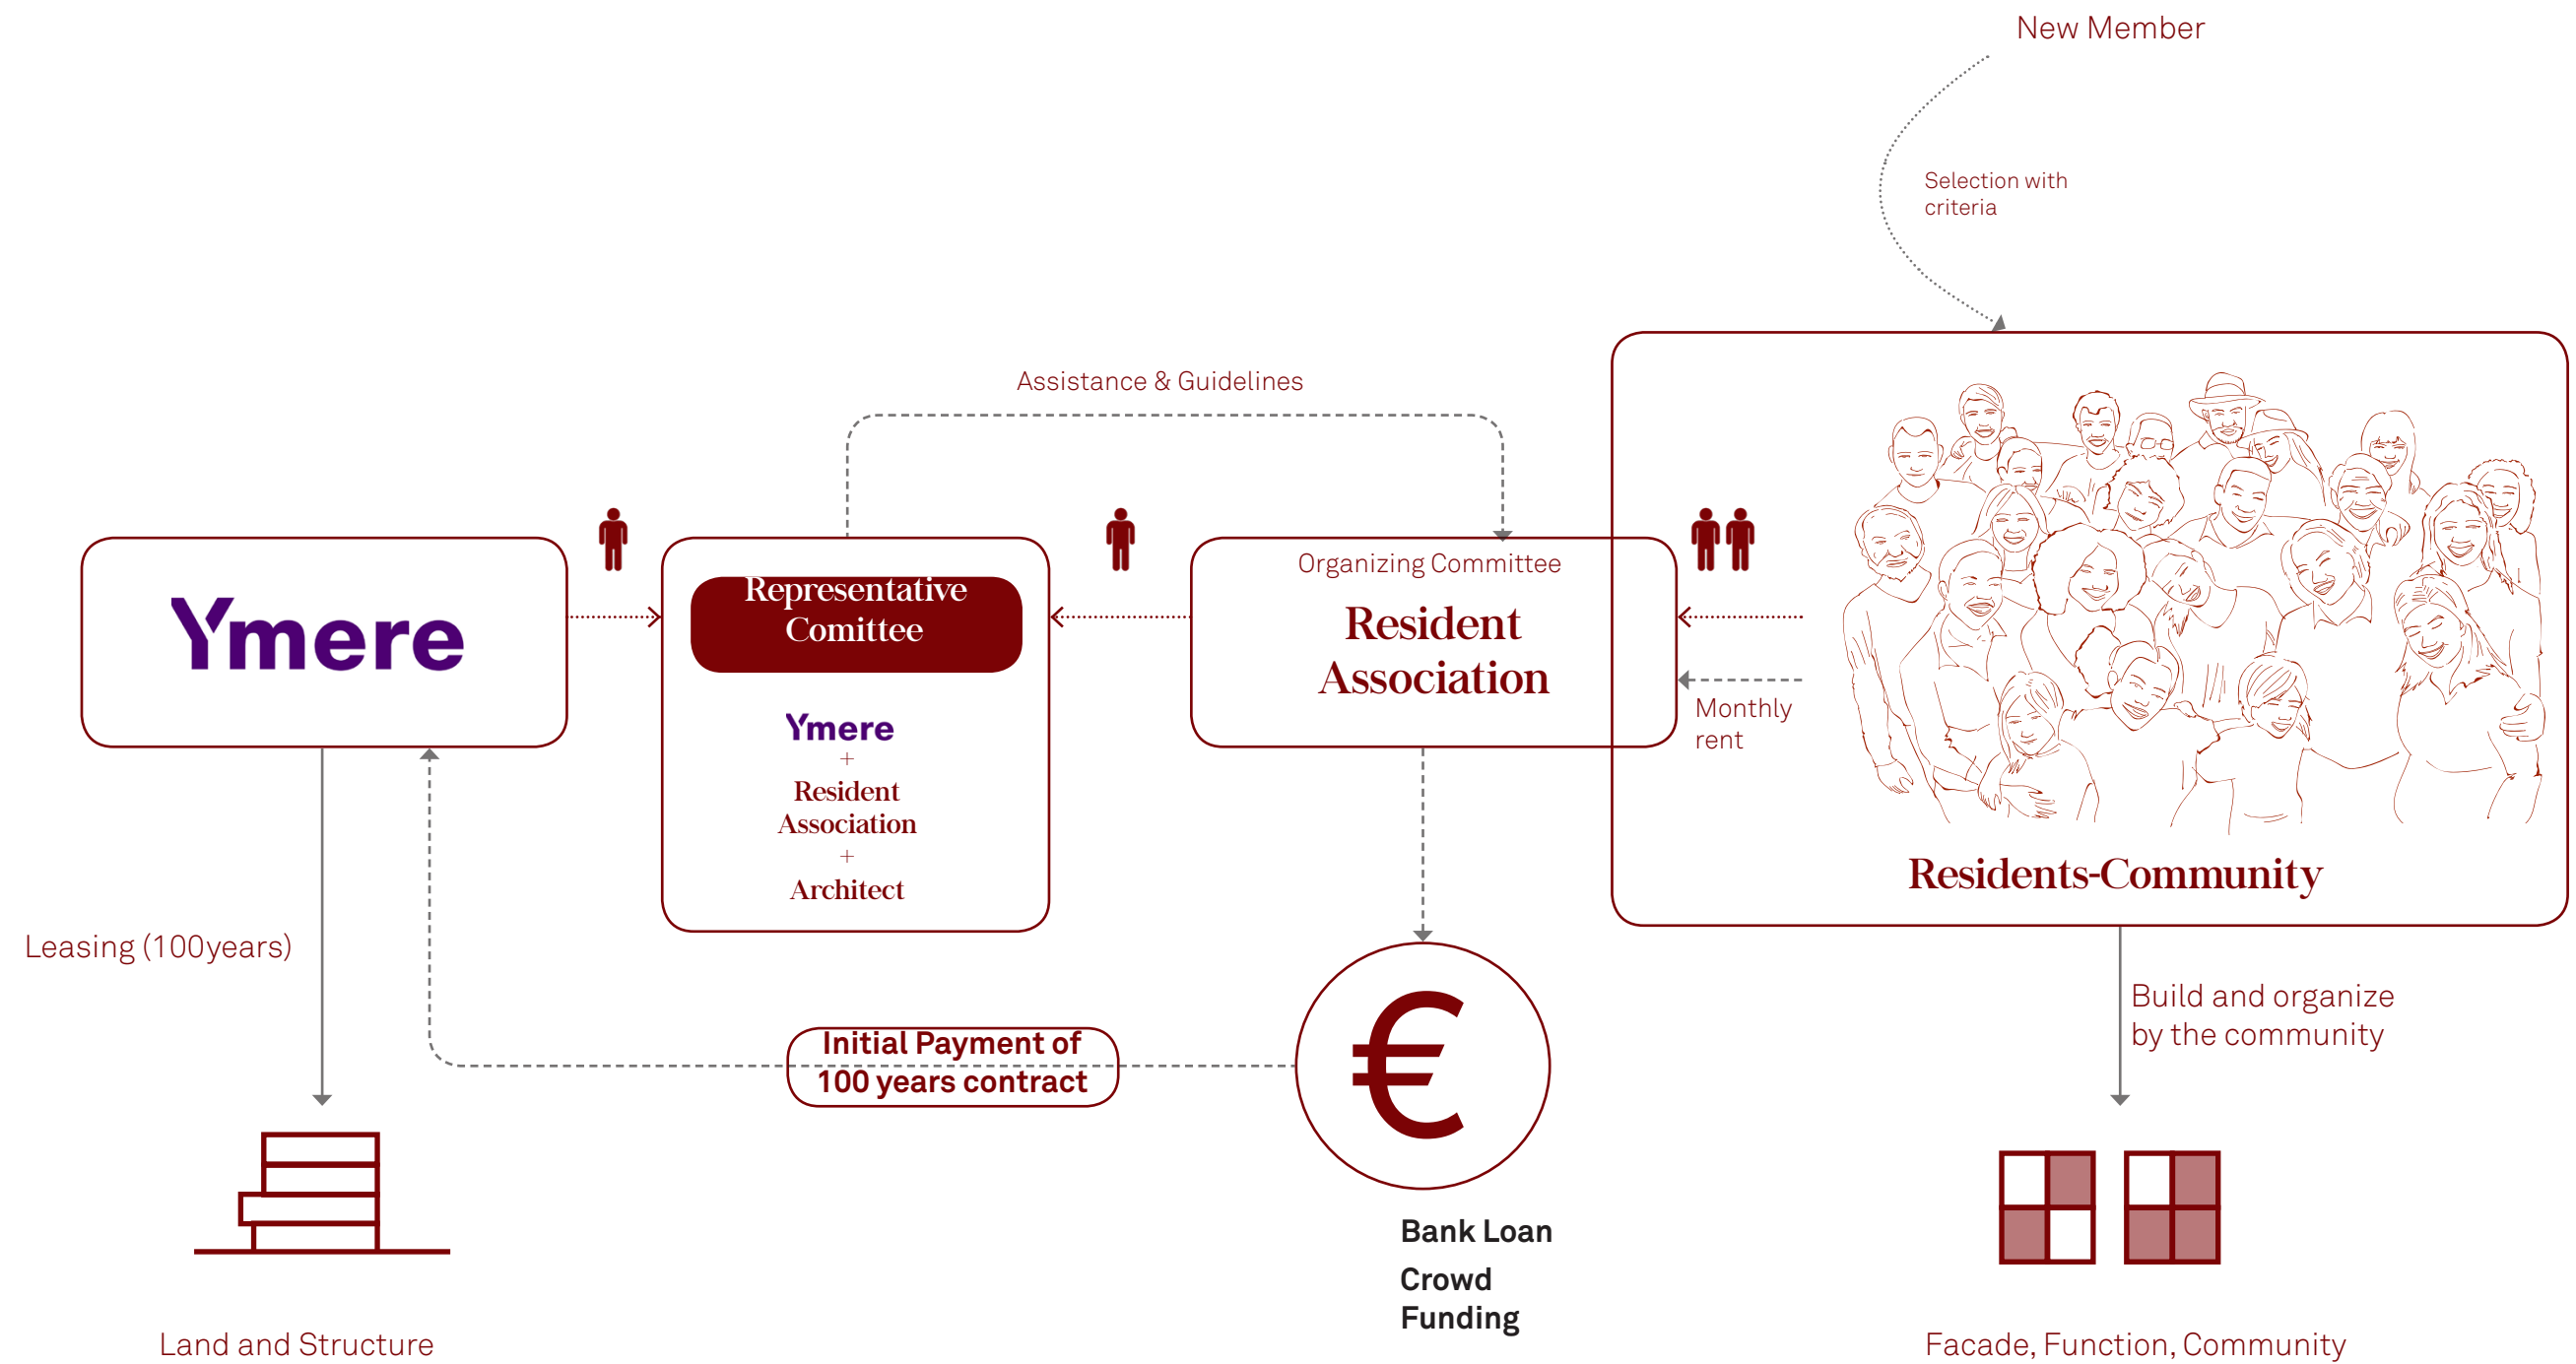 New Member
Selection with
criteria
Assistance & Guidelines
Ymere
Representative
Comittee
Ymere
+
Resident
Association
+
Architect
Organizing Committee
Resident
Association
Monthly
rent
Residents-Community
Leasing (100years)
Build and organize
by the community
Initial Payment of
100 years contract
€
Bank Loan
Crowd
Funding
Land and Structure
Facade, Function, Community